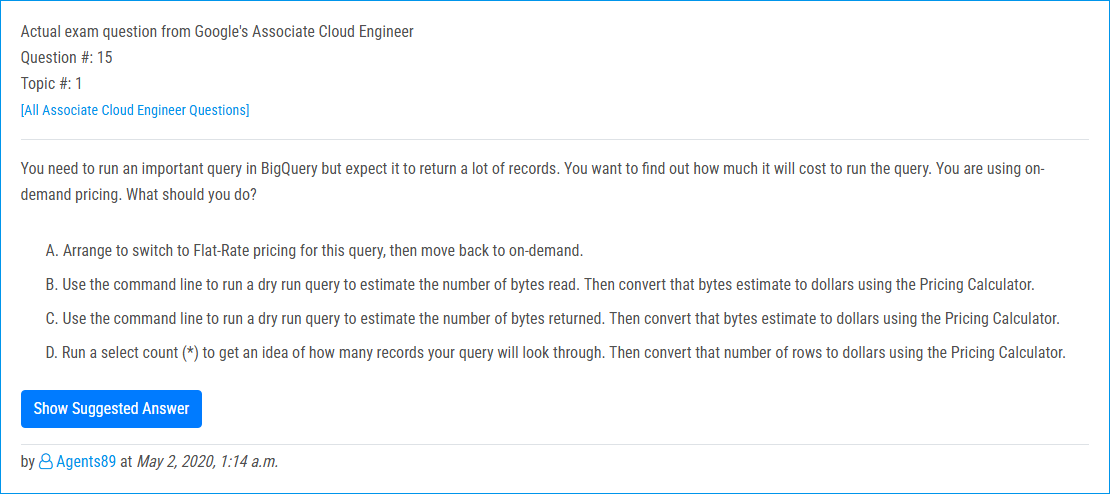 Actual exam question from Google's Associate Cloud Engineer
Question #: 15
Topic #: 1
[All Associate Cloud Engineer Questions]
You need to run an important query in BigQuery but expect it to return a lot of records. You want to find out how much it will cost to run the query. You are using on-
demand pricing. What should you do?
A. Arrange to switch to Flat-Rate pricing for this query, then move back to on-demand.
B. Use the command line to run a dry run query to estimate the number of bytes read. Then convert that bytes estimate to dollars using the Pricing Calculator.
C. Use the command line to run a dry run query to estimate the number of bytes returned. Then convert that bytes estimate to dollars using the Pricing Calculator.
D. Run a select count (*) to get an idea of how many records your query will look through. Then convert that number of rows to dollars using the Pricing Calculator.
Show Suggested Answer
by Agents89 at May 2, 2020, 1:14 a.m.